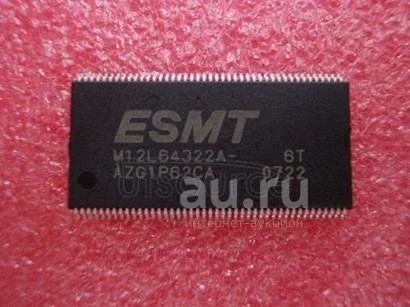 ESMT
M12L64322A- 6T
AZG1P62CA 0722
au.ru
интернет-аукцион